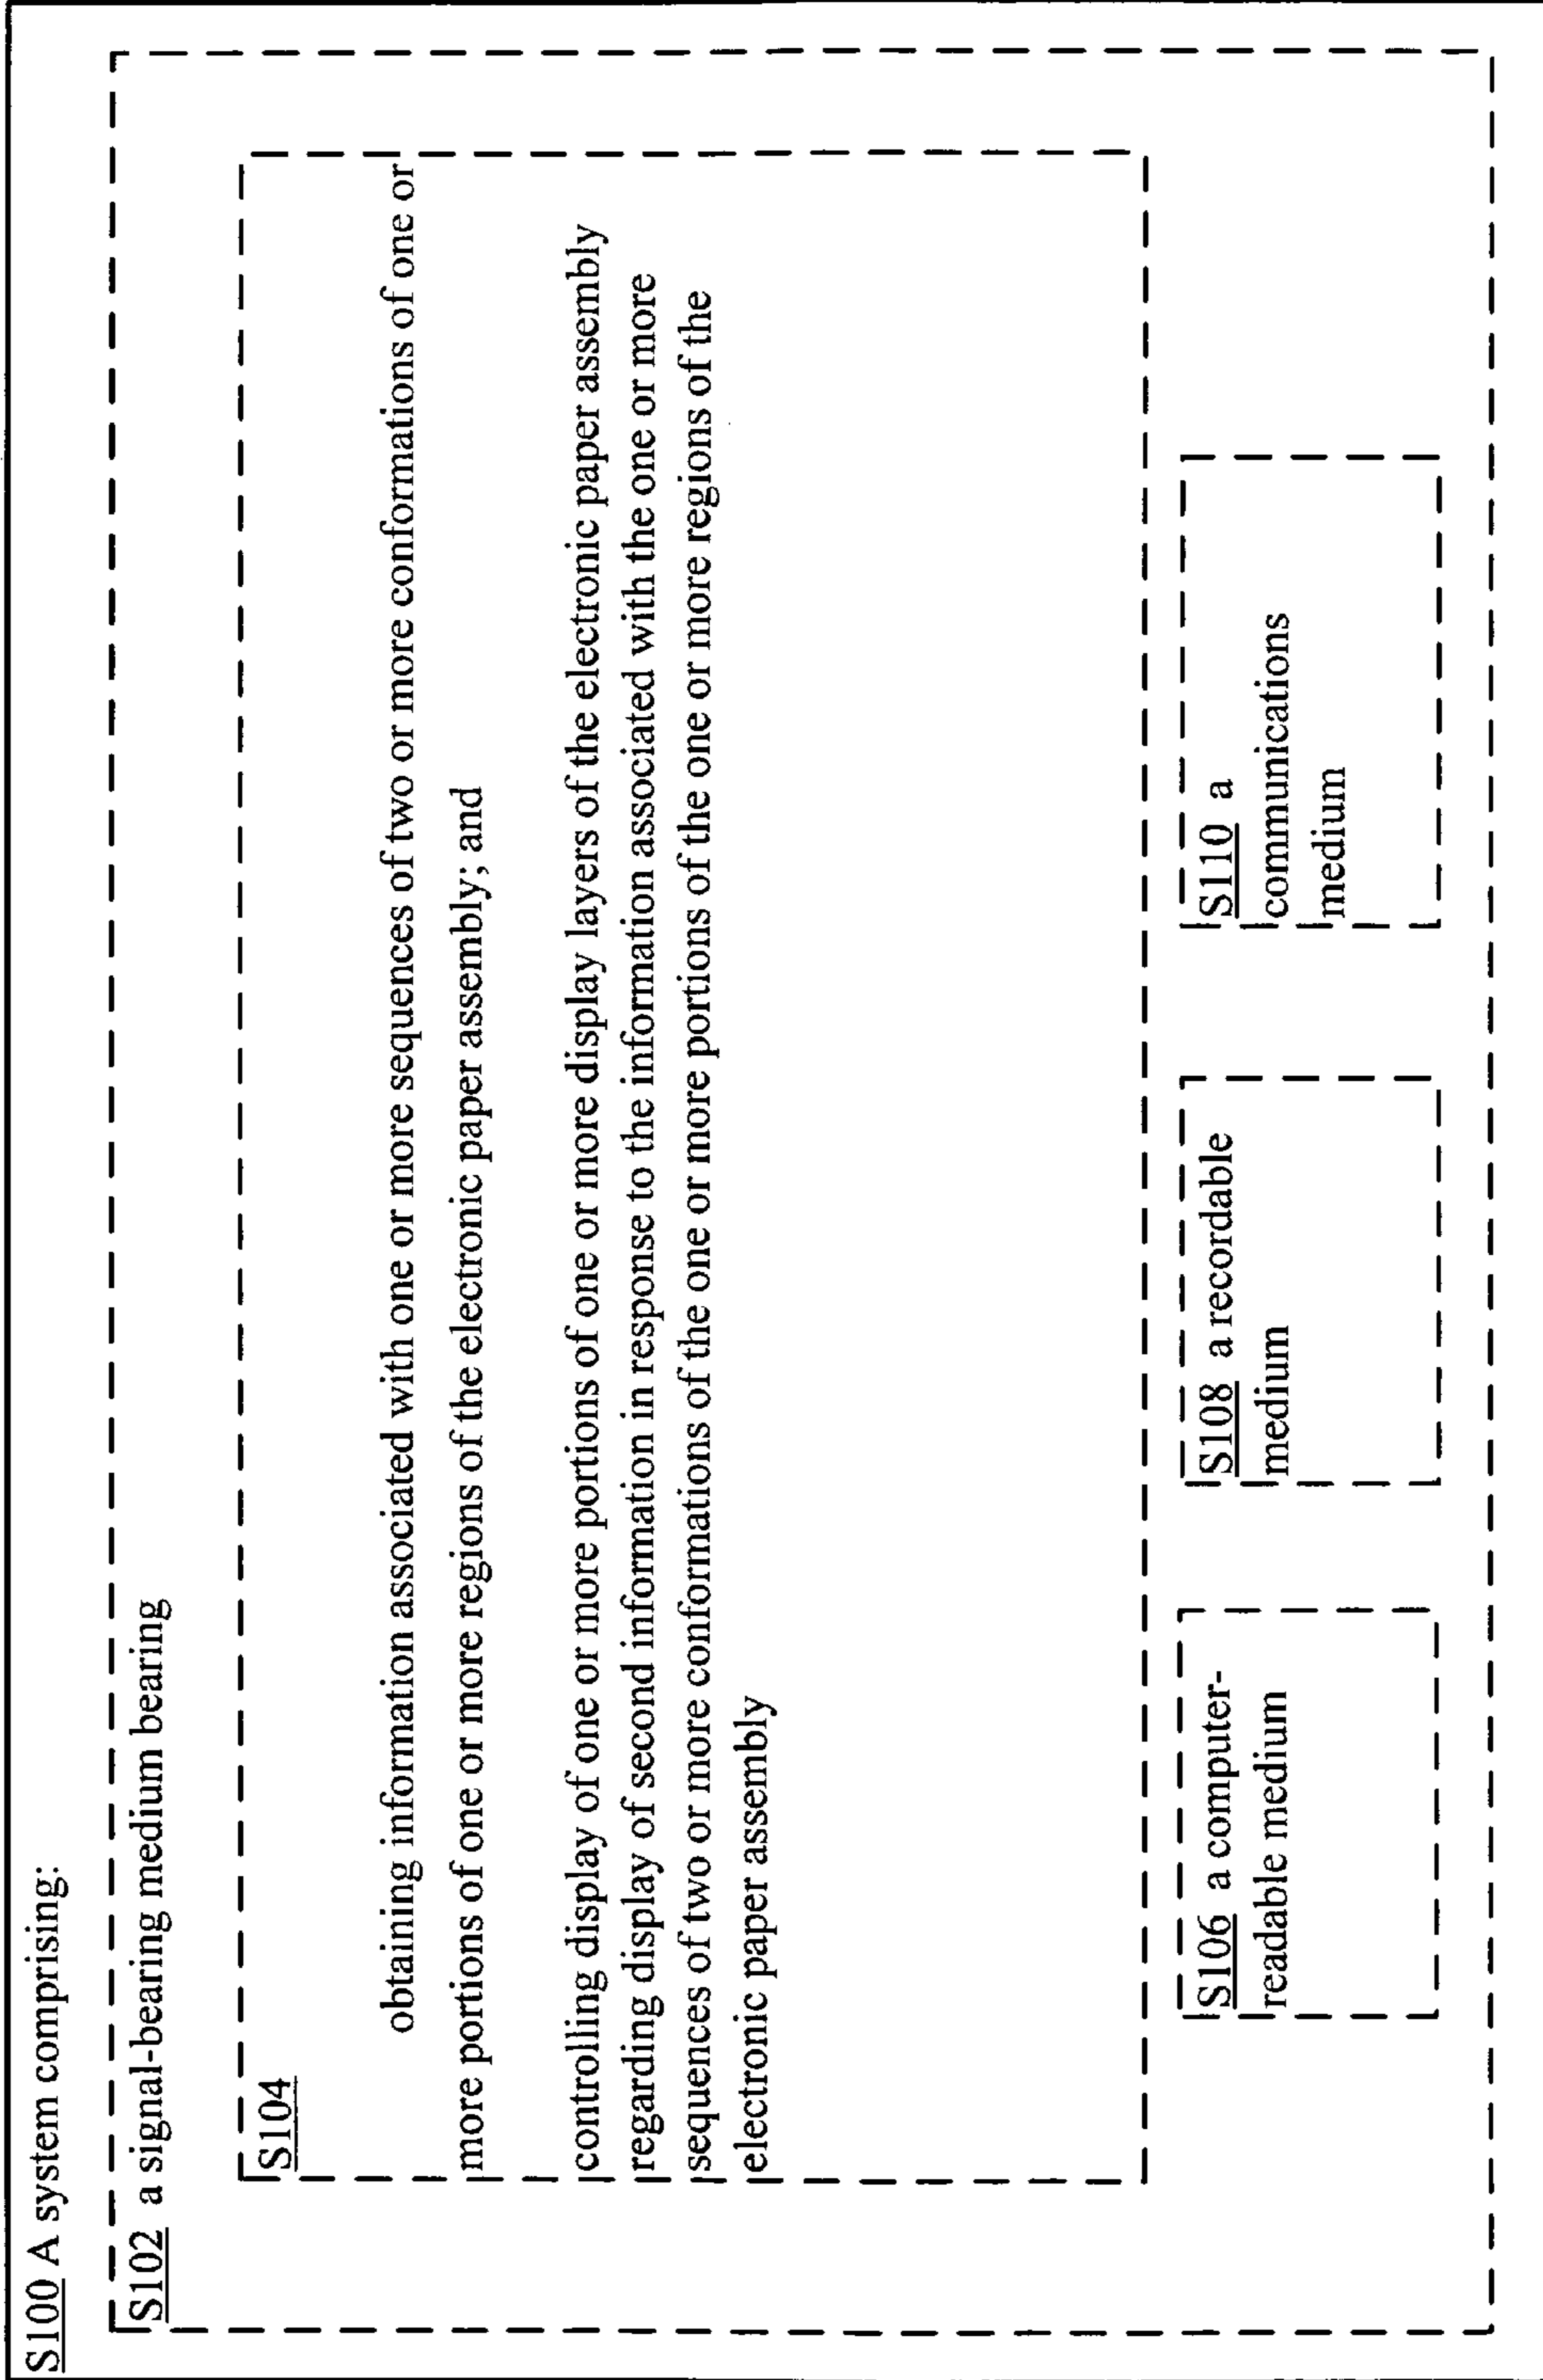 S100 A system comprising:
S102 a signal-bearing medium bearing
S104
obtaining information associated with one or more sequences of two or more conformations of one or
more portions of one or more regions of the electronic paper assembly; and
controlling display of one or more portions of one or more display layers of the electronic paper assembly
regarding display of second information in response to the information associated with the one or more
sequences of two or more conformations of the one or more portions of the one or more regions of the
electronic paper assembly
S106 a computer-
readable medium
S108 a recordable
medium
S110 a
communications
medium